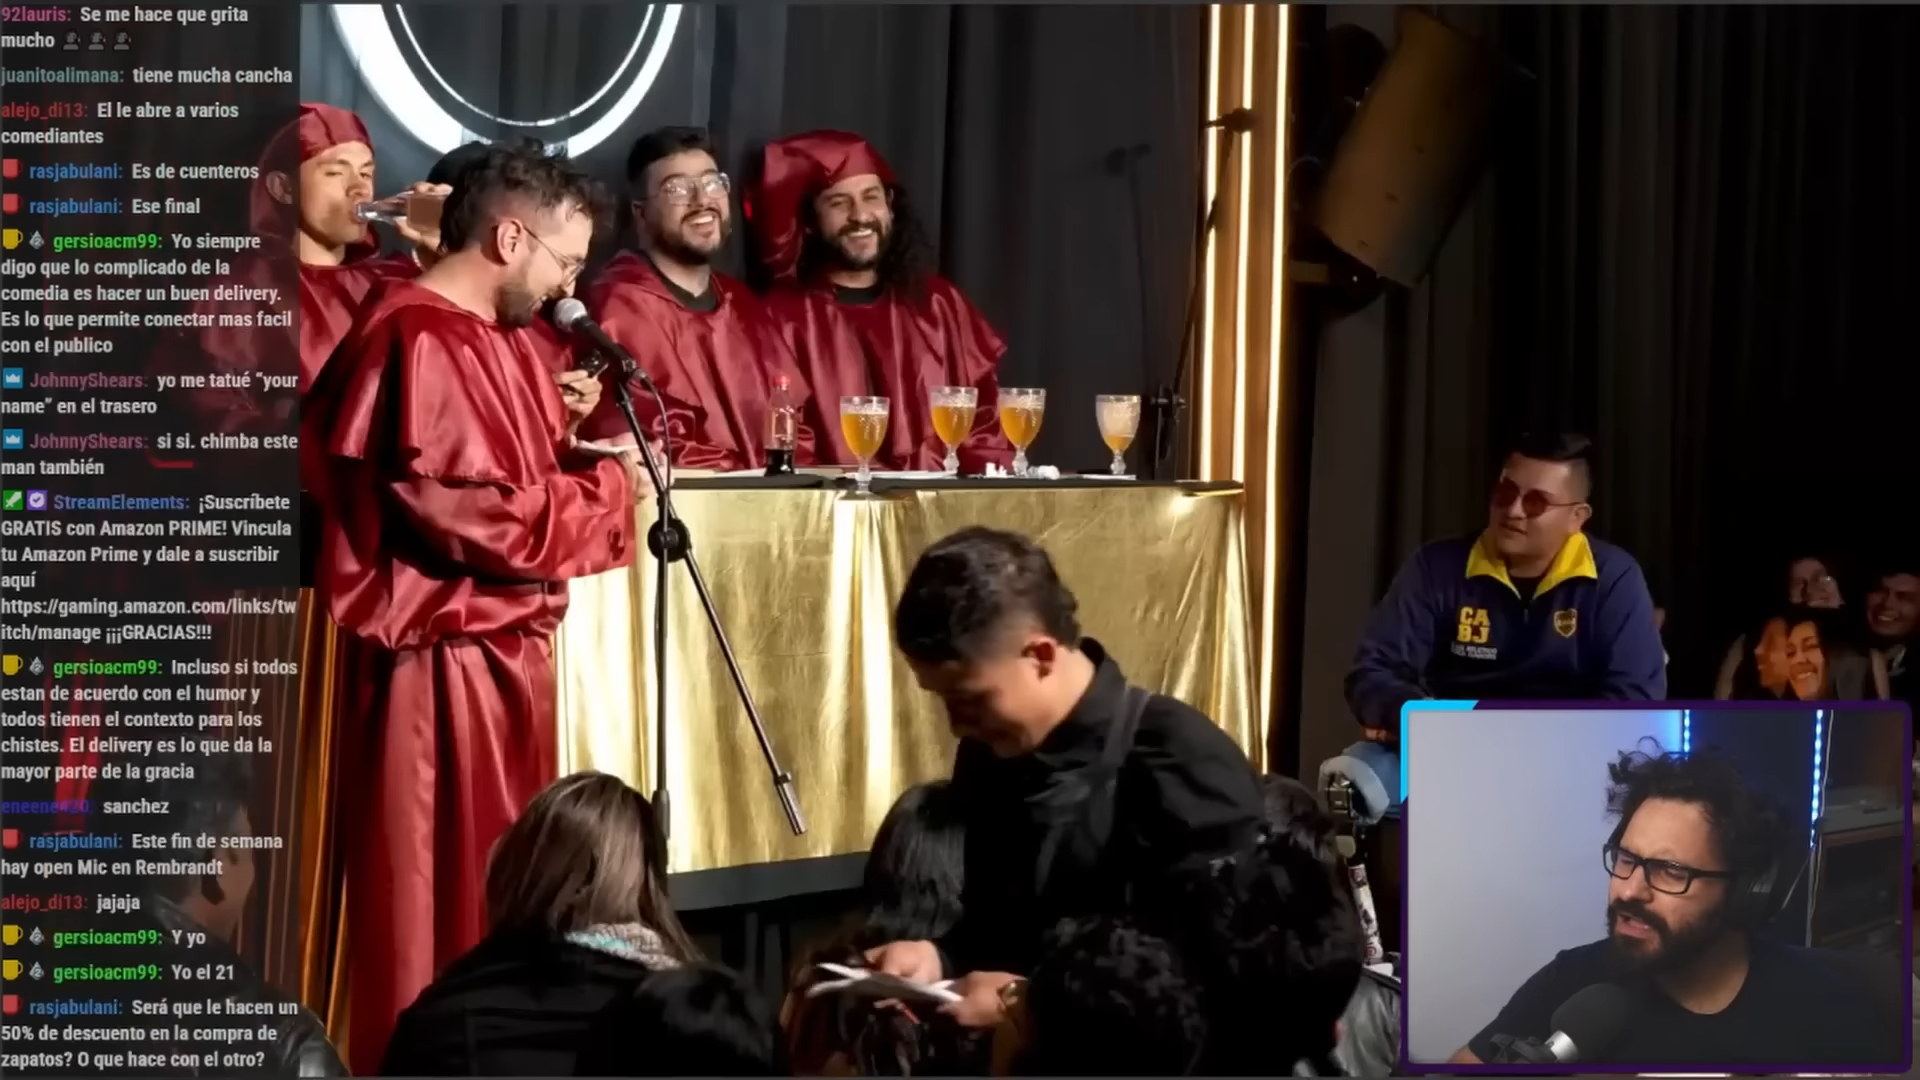 92lauris: Se me hace que grita
mucho
juanitoalimana: tiene mucha cancha
alejo_di13: El le abre a varios
comediantes
rasjabulani: Es de cuenteros
rasjabulani: Ese final
gersioacm99: Yo siempre
digo que lo complicado de la
comedia es hacer un buen delivery.
Es lo que permite conectar mas facil
con el publico
JohnnyShears: yo me tatué “your
name” en el trasero
JohnnyShears: si si. chimba este
man también
StreamElements: ¡Suscríbete
GRATIS con Amazon PRIME! Vincula
tu Amazon Prime y dale a suscribir
aquí
https://gaming.amazon.com/links/tw
itch/manage ¡¡¡GRACIAS!!!
gersioacm99: Incluso si todos
estan de acuerdo con el humor y
todos tienen el contexto para los
chistes. El delivery es lo que da la
mayor parte de la gracia
sanchez
rasjabulani: Este fin de semana
hay open Mic en Rembrandt
alejo_di13: jajaja
gersioacm99: Y yo
gersioacm99: Yo el 21
rasjabulani: Será que le hacen un
50% de descuento en la compra de
zapatos? O que hace con el otro?
CA
BJ